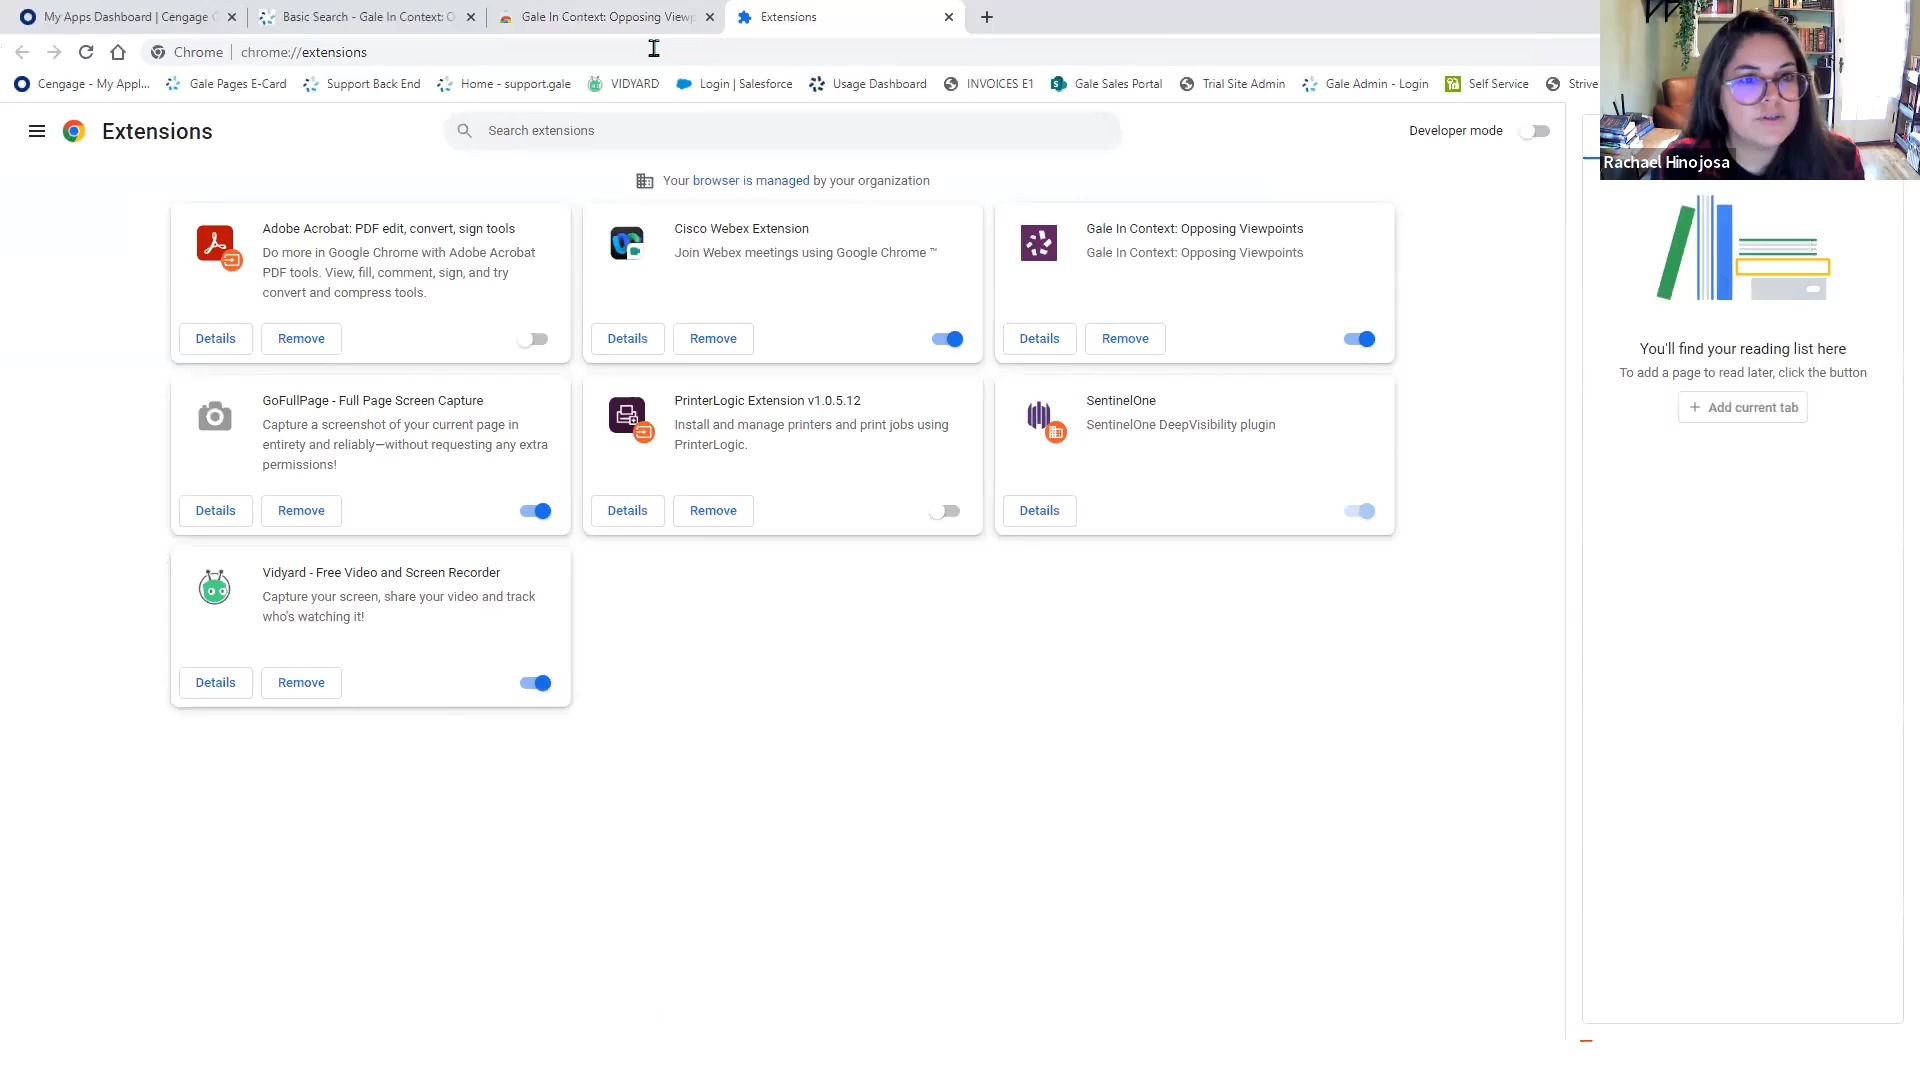 My Apps Dashboard | Cengage
Basic Search - Gale In Context: O
Gale In Context: Opposing Viewp
Extensions
Chrome
chrome://extensions
Cengage - My Appl...
Gale Pages E-Card
Support Back End
Home - support.gale
VIDYARD
Login | Salesforce
Usage Dashboard
INVOICES E1
Gale Sales Portal
Trial Site Admin
Gale Admin - Login
Self Service
Strive
Extensions
Search extensions
Developer mode
Rachael Hinojosa
Your browser is managed by your organization
Adobe Acrobat: PDF edit, convert, sign tools
Do more in Google Chrome with Adobe Acrobat
PDF tools. View, fill, comment, sign, and try
convert and compress tools.
Details
Remove
Cisco Webex Extension
Join Webex meetings using Google Chrome ™
Details
Remove
Gale In Context: Opposing Viewpoints
Gale In Context: Opposing Viewpoints
Details
Remove
GoFullPage - Full Page Screen Capture
Capture a screenshot of your current page in
entirety and reliably—without requesting any extra
permissions!
Details
Remove
PrinterLogic Extension v1.0.5.12
Install and manage printers and print jobs using
PrinterLogic.
Details
Remove
SentinelOne
SentinelOne DeepVisibility plugin
Details
Vidyard - Free Video and Screen Recorder
Capture your screen, share your video and track
who's watching it!
Details
Remove
You'll find your reading list here
To add a page to read later, click the button
Add current tab